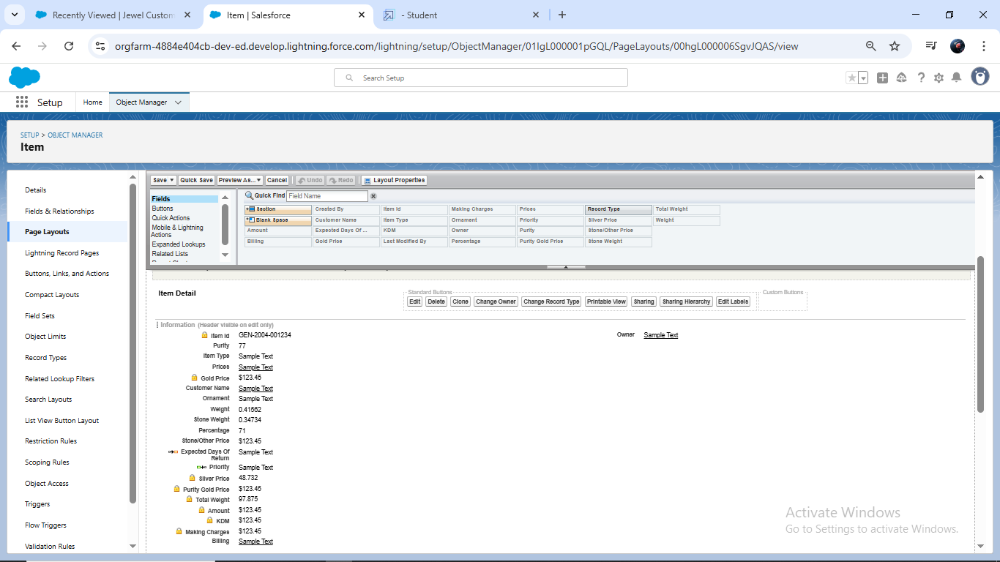 Recently Viewed | Jewel Custom
Item | Salesforce
- Student
orgfarm-4884e404cb-dev-ed.develop.lightning.force.com/lightning/setup/ObjectManager/01IgL000001pGQL/PageLayouts/00hgL000006SgvJQAS/view
Search Setup
Setup
Home
Object Manager
SETUP > OBJECT MANAGER
Item
Details
Fields & Relationships
Page Layouts
Lightning Record Pages
Buttons, Links, and Actions
Compact Layouts
Field Sets
Object Limits
Record Types
Related Lookup Filters
Search Layouts
List View Button Layout
Restriction Rules
Scoping Rules
Object Access
Triggers
Flow Triggers
Validation Rules
Save Quick Save Preview As... Cancel Undo Redo Layout Properties
Fields
Buttons
Quick Actions
Mobile & Lightning
Actions
Expanded Lookups
Related Lists
Quick Find Field Name
Section Created By Item Id Making Charges Prices Record Type Total Weight
Blank Space Customer Name Item Type Ornament Priority Silver Price Weight
Amount Expected Days Of ... KDM Owner Purity Stone/Other Price
Billing Gold Price Last Modified By Percentage Purity Gold Price Stone Weight
Item Detail
Standard Buttons
Edit Delete Clone Change Owner Change Record Type Printable View Sharing Sharing Hierarchy Edit Labels
Custom Buttons
Information (Header visible on edit only)
Item Id GEN-2004-001234
Owner Sample Text
Purity 77
Item Type Sample Text
Prices Sample Text
Gold Price $123.45
Customer Name Sample Text
Ornament Sample Text
Weight 0.41562
Stone Weight 0.34734
Percentage 71
Stone/Other Price $123.45
Expected Days Of Sample Text
Return
Priority Sample Text
Silver Price 48.732
Purity Gold Price $123.45
Total Weight 97.875
Amount $123.45
KDM $123.45
Making Charges $123.45
Billing Sample Text
Activate Windows
Go to Settings to activate Windows.